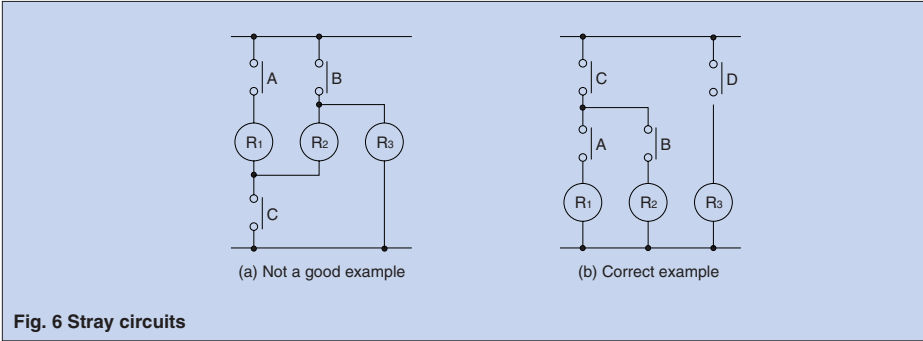 A
B
R1
R2
R3
C
(a) Not a good example
C
D
A
B
R1
R2
R3
(b) Correct example
Fig. 6 Stray circuits